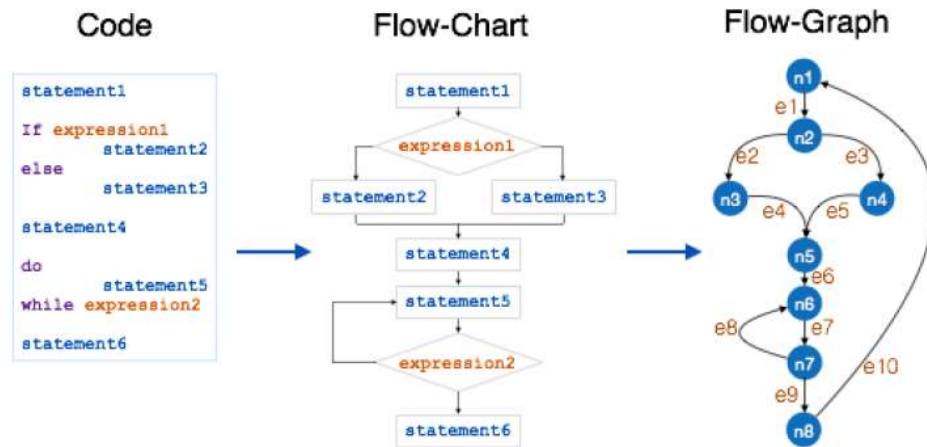 Code
Flow-Chart
Flow-Graph
statement1
If expression1
statement2
else
statement3
statement4
do
statement5
while expression2
statement6
statement1
expression1
statement2
statement3
statement4
statement5
expression2
statement6
n1
e1
n2
e2
e3
n3
n4
e4
e5
n5
e6
n6
e8
e7
n7
e10
e9
n8